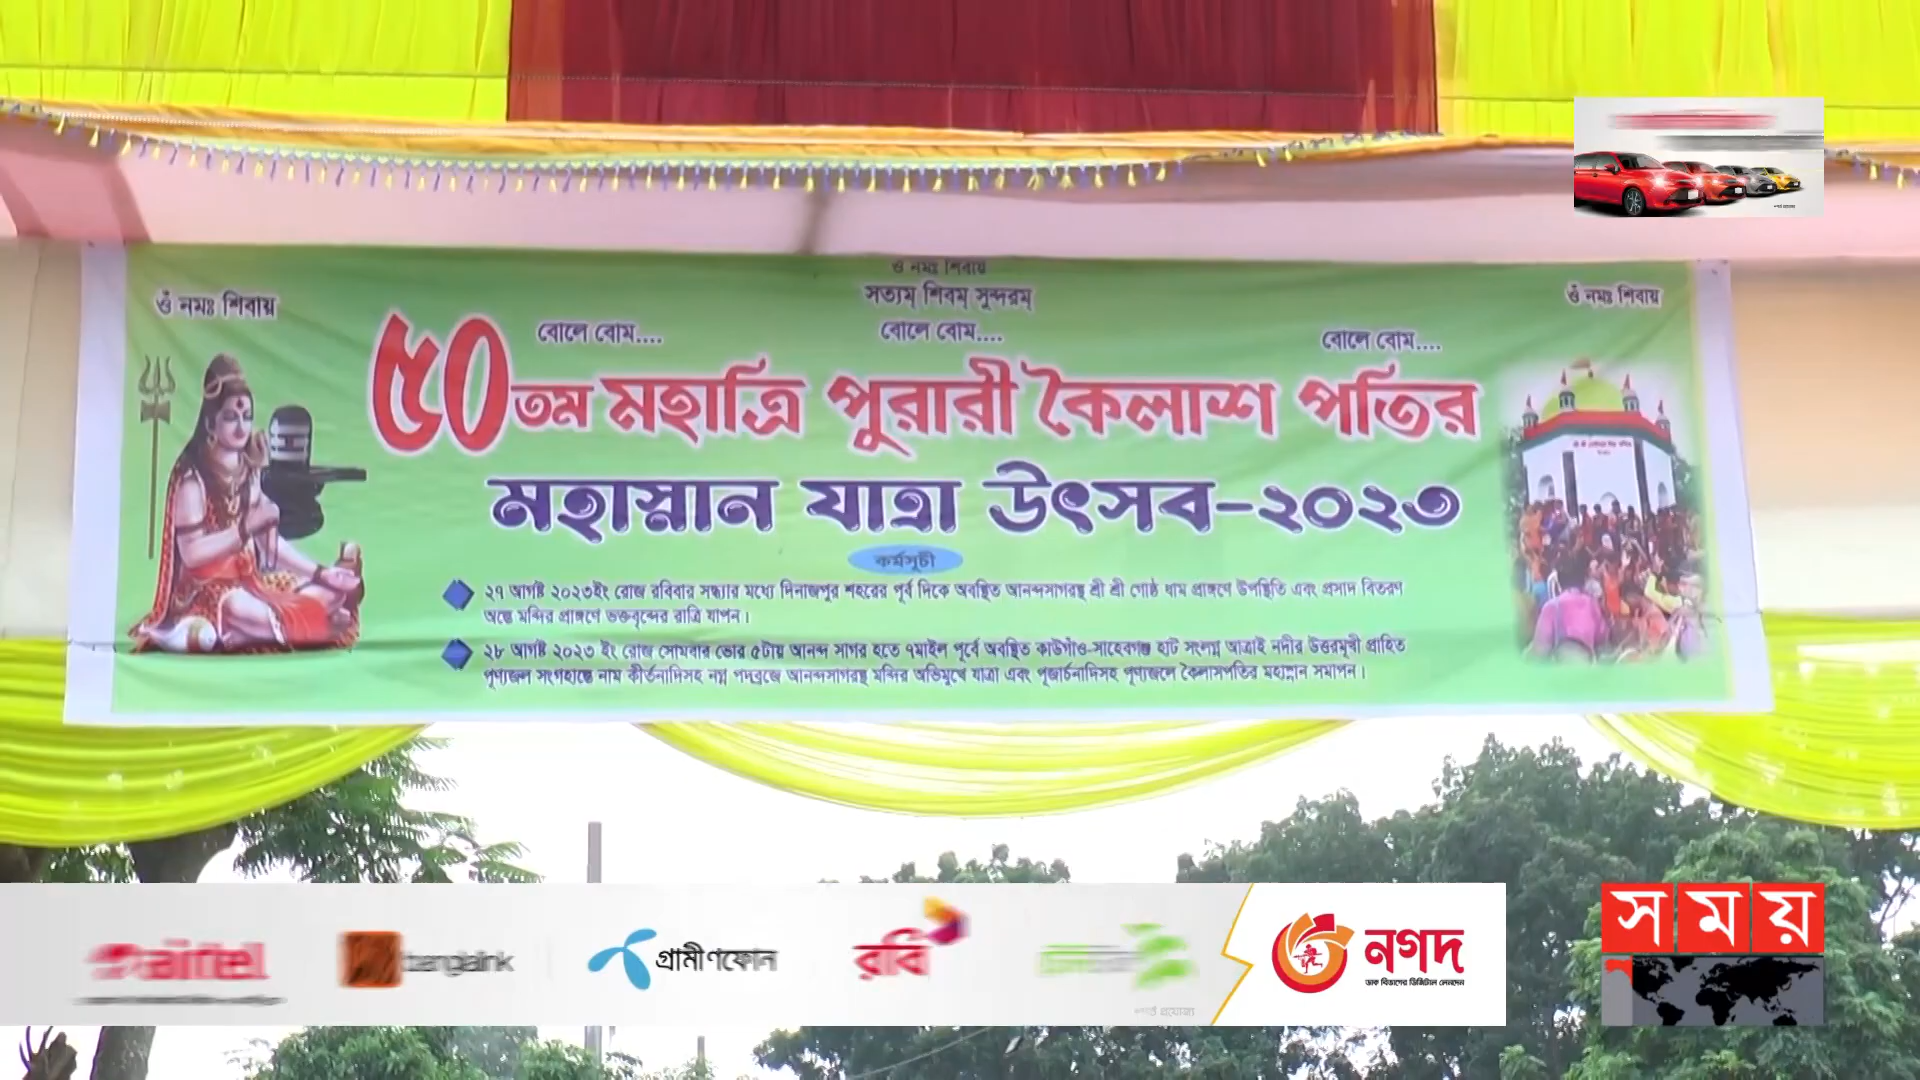 ওঁ নমঃ শিবায়
সত্যম্ শিবম্ সুন্দরম্
ওঁ নমঃ শিবায়
ওঁ নমঃ শিবায়
বোলে বোম....
বোলে বোম....
বোলে বোম....
৫০তম মহাত্রি পুরারী কৈলাশ পতির
মহাস্নান যাত্রা উৎসব-২০২৩
কর্মসূচী
২৭ আগষ্ট ২০২৩ইং রোজ রবিবার সন্ধ্যার মধ্যে দিনাজপুর শহরের পূর্ব দিকে অবস্থিত আনন্দসাগরস্থ শ্রী শ্রী গোষ্ঠ ধাম প্রাঙ্গণে উপস্থিতি এবং প্রসাদ বিতরণ
অন্তে মন্দির প্রাঙ্গণে ভক্তবৃন্দের রাত্রি যাপন।
২৮ আগষ্ট ২০২৩ ইং রোজ সোমবার ভোর ৫টায় আনন্দ সাগর হতে ৭মাইল পূর্বে অবস্থিত কাউগাঁও-সাহেবগঞ্জ হাট সংলগ্ন আত্রাই নদীর উত্তরমুখী প্রাহিত
পূণ্যজল সংগহান্তে নাম কীর্তনাদিসহ নগ্ন পদব্রজে আনন্দসাগরস্থ মন্দির অভিমুখে যাত্রা এবং পূজার্চনাদিসহ পূণ্যজলে কৈলাসপতির মহাস্নান সমাপন।
airtel
banglalink
গ্রামীণফোন
রবি
নগদ
ডাক বিভাগের ডিজিটাল লেনদেন
সময়